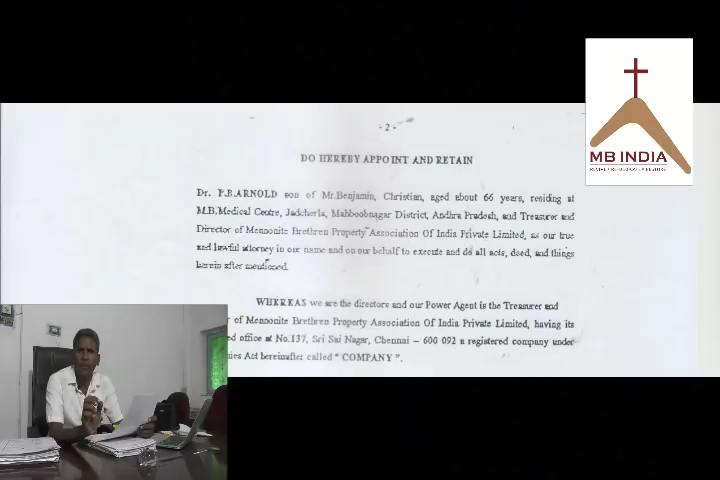 - 2 -
DO HEREBY APPOINT AND RETAIN
Dr. P.B.ARNOLD son of Mr.Benjamin, Christian, aged about 66 years, residing at
M.B.Medical Centre, Jadcherla, Mahboobnagar District, Andhra Pradesh, and Treasurer and
Director of Mennonite Brethren Property Association Of India Private Limited, as our true
and lawful attorney in our name and on our behalf to execute and do all acts, deed, and things
herein after mentioned.
WHEREAS we are the directors and our Power Agent is the Treasurer and
r of Mennonite Brethren Property Association Of India Private Limited, having its
ed office at No.137, Sri Sai Nagar, Chennai – 600 092 a registered company under
ies Act hereinafter called “ COMPANY ”.
MB INDIA